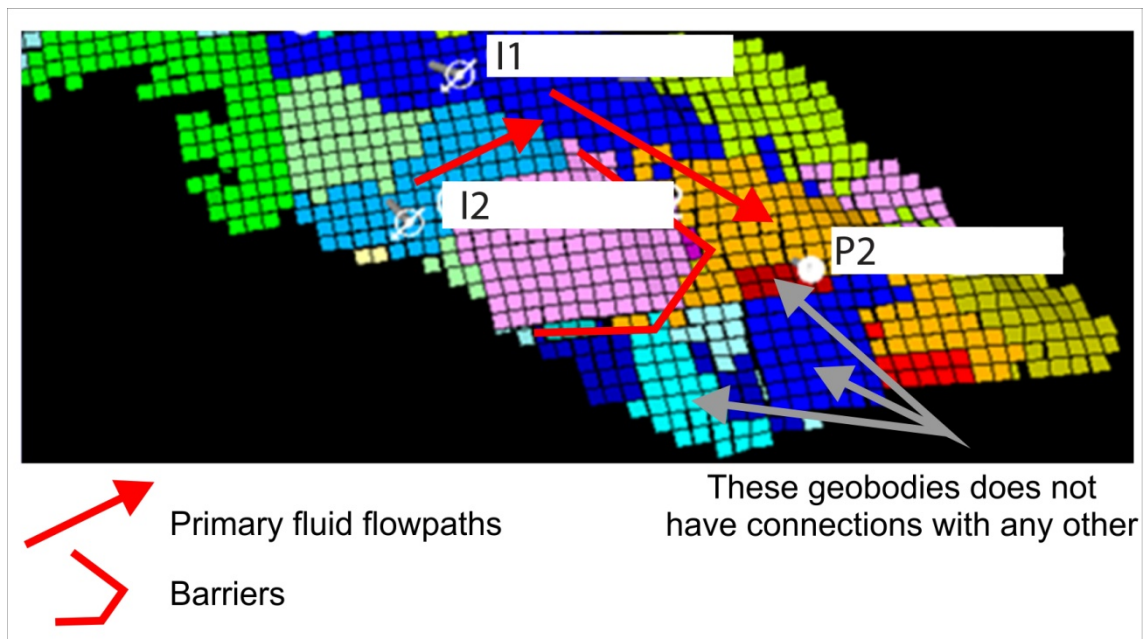 I1
I2
P2
These geobodies does not
have connections with any other
Primary fluid flowpaths
Barriers